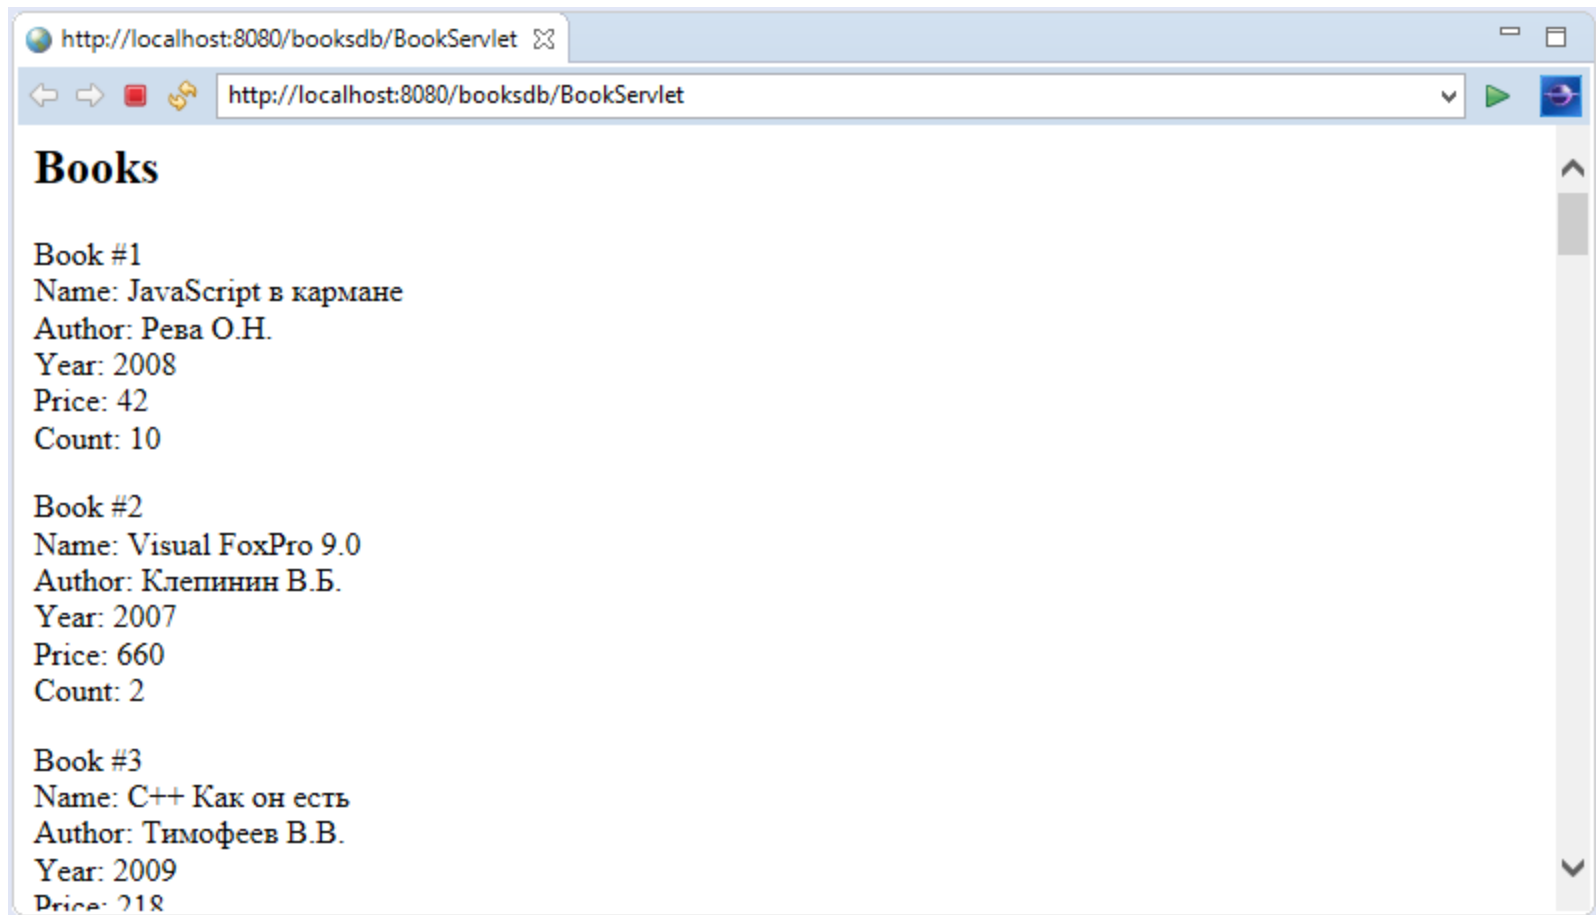 http://localhost:8080/booksdb/BookServlet
http://localhost:8080/booksdb/BookServlet
Books
Book #1
Name: JavaScript в кармане
Author: Рева О.Н.
Year: 2008
Price: 42
Count: 10
Book #2
Name: Visual FoxPro 9.0
Author: Клепинин В.Б.
Year: 2007
Price: 660
Count: 2
Book #3
Name: C++ Как он есть
Author: Тимофеев В.В.
Year: 2009
Price: 218